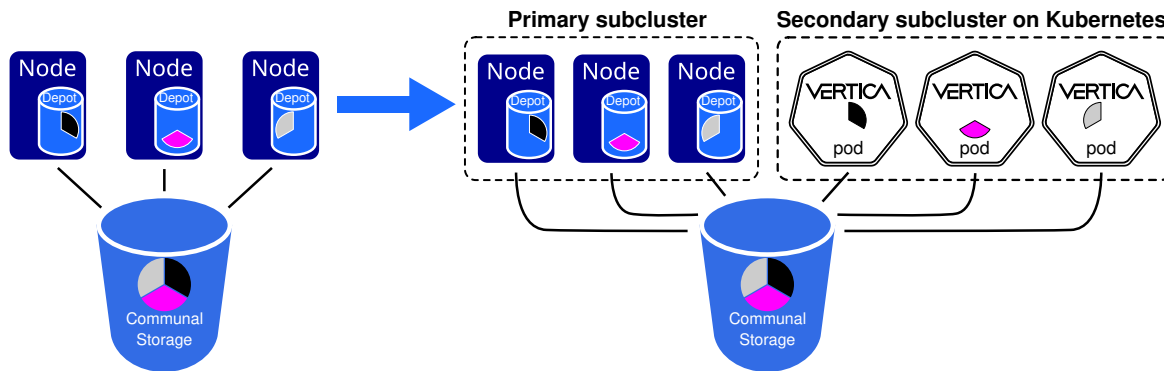 Primary subcluster
Secondary subcluster on Kubernetes
Node
Node
Node
Depot
Depot
Depot
Node
Node
Node
Depot
Depot
Depot
VERTICA
VERTICA
VERTICA
pod
pod
pod
Communal
Storage
Communal
Storage